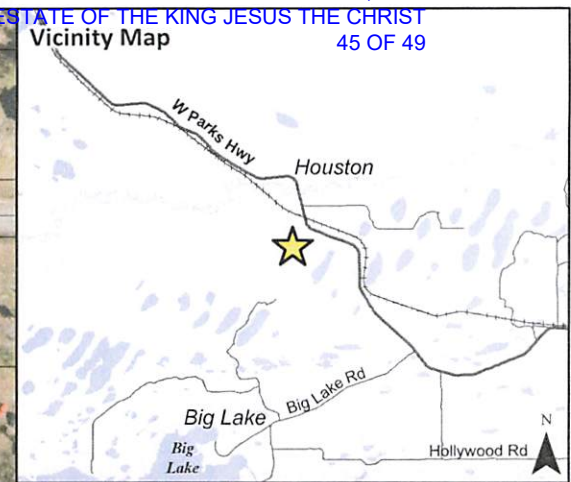 ESTATE OF THE KING JESUS THE CHRIST
45 OF 49
Vicinity Map
W Parks Hwy
Houston
Big Lake Rd
Big Lake
Big
Lake
Hollywood Rd
N